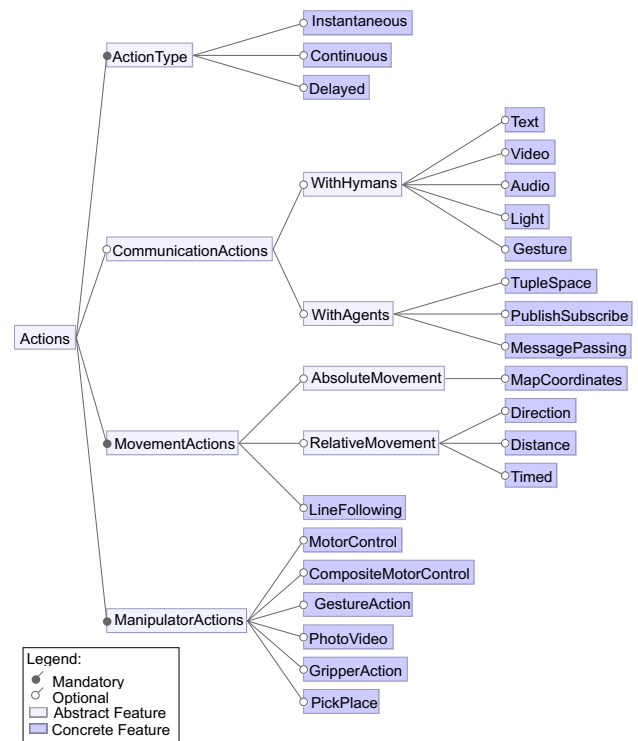 Instantaneous
ActionType
Continuous
Delayed
Text
Video
WithHymans
Audio
Light
CommunicationActions
Gesture
TupleSpace
WithAgents
PublishSubscribe
Actions
MessagePassing
AbsoluteMovement
MapCoordinates
Direction
MovementActions
RelativeMovement
Distance
Timed
LineFollowing
MotorControl
CompositeMotorControl
GestureAction
ManipulatorActions
PhotoVideo
GripperAction
PickPlace
Legend:
Mandatory
Optional
Abstract Feature
Concrete Feature